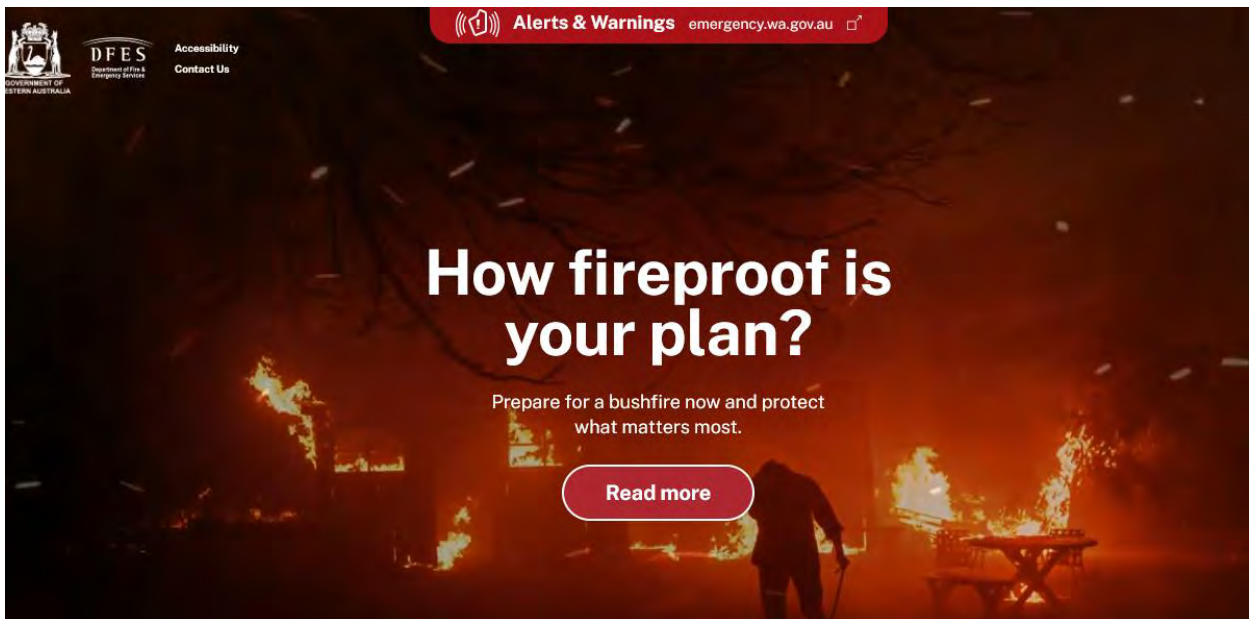 Alerts & Warnings emergency.wa.gov.au
DFES
Department of Fire &
Emergency Services
Accessibility
Contact Us
GOVERNMENT OF
ESTERN AUSTRALIA
How fireproof is
your plan?
Prepare for a bushfire now and protect
what matters most.
Read more